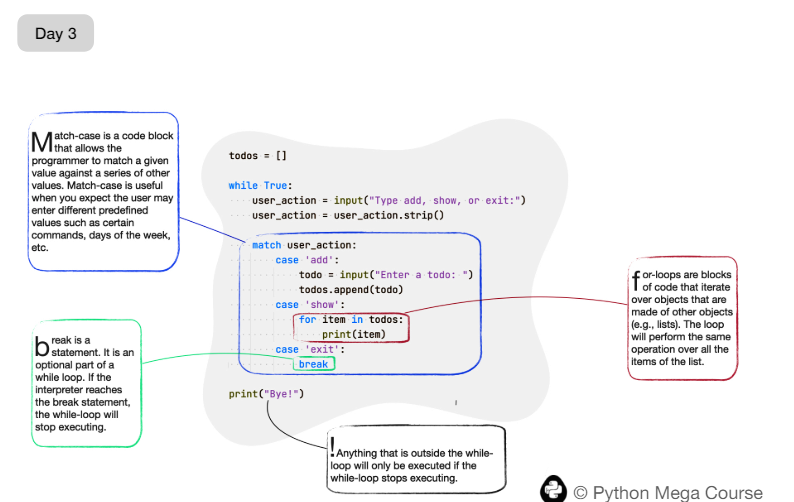 Day 3
Match-case is a code block
that allows the
programmer to match a given
value against a series of other
values. Match-case is useful
when you expect the user may
enter different predefined
values such as certain
commands, days of the week,
etc.
todos = []
while True:
    user_action = input("Type add, show, or exit:")
    user_action = user_action.strip()
    match user_action:
        case 'add':
            todo = input("Enter a todo: ")
            todos.append(todo)
        case 'show':
            for item in todos:
                print(item)
        case 'exit':
            break
print("Bye!")
for-loops are blocks
of code that iterate
over objects that are
made of other objects
(e.g., lists). The loop
will perform the same
operation over all the
items of the list.
break is a
statement. It is an
optional part of a
while loop. If the
interpreter reaches
the break statement,
the while-loop will
stop executing.
!Anything that is outside the while-
loop will only be executed if the
while-loop stops executing.
© Python Mega Course